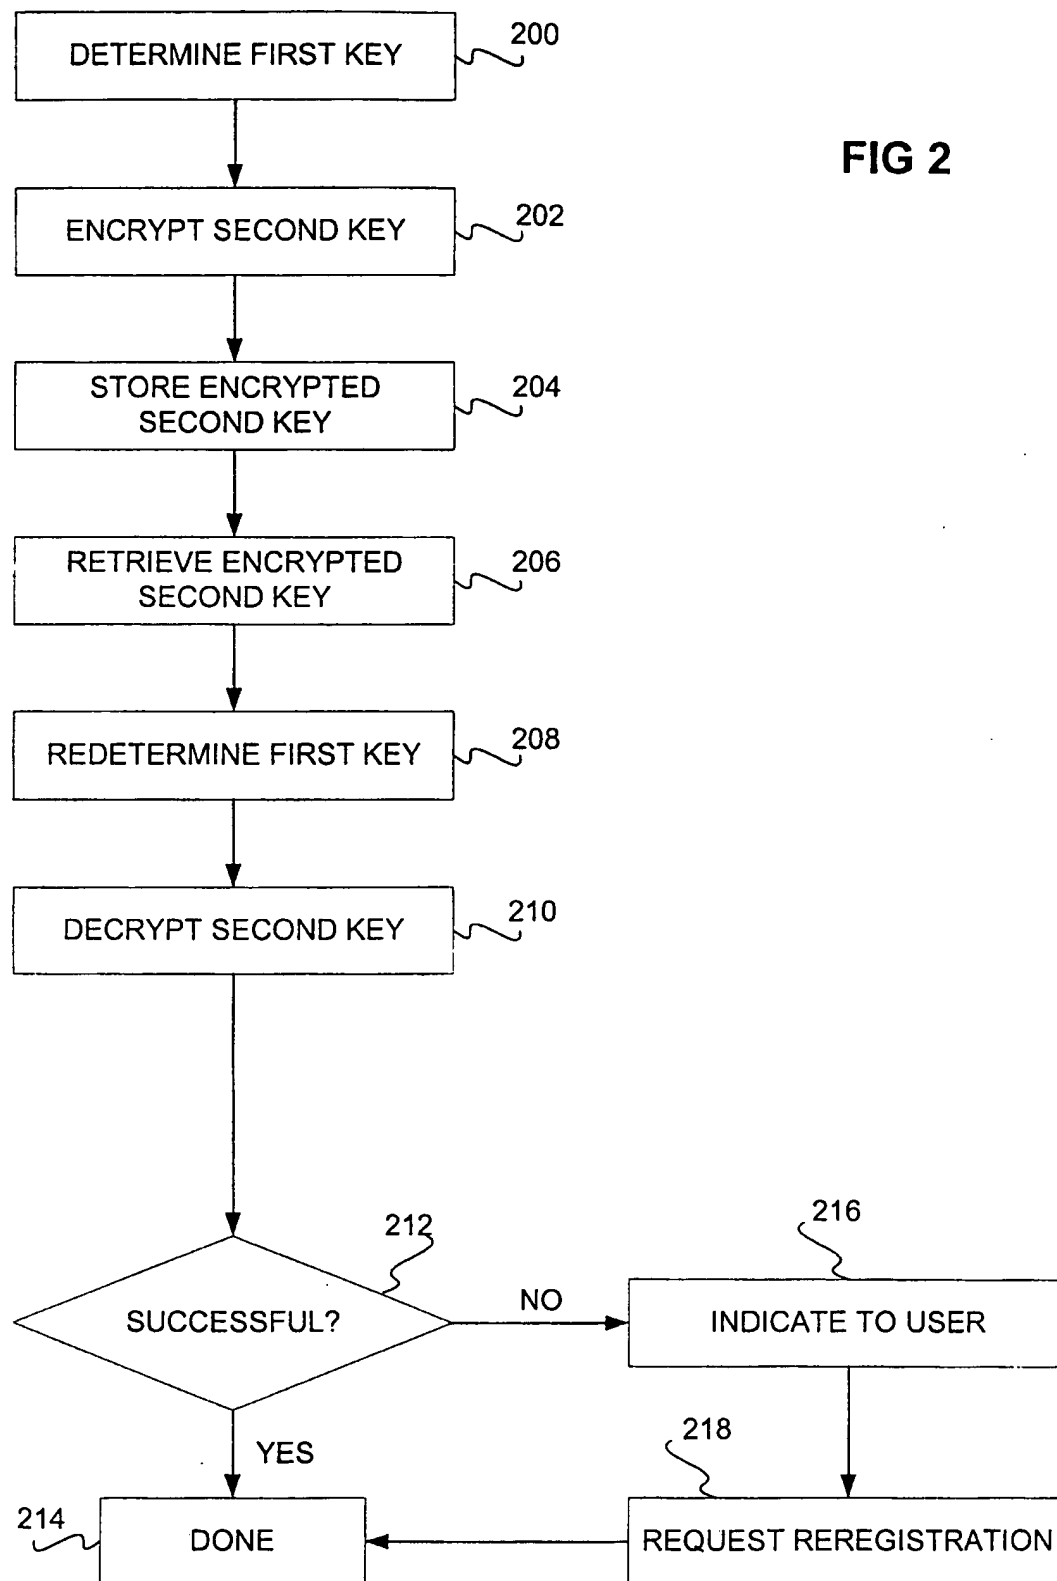 DETERMINE FIRST KEY
200
FIG 2
ENCRYPT SECOND KEY
202
STORE ENCRYPTED
SECOND KEY
204
RETRIEVE ENCRYPTED
SECOND KEY
206
REDETERMINE FIRST KEY
208
DECRYPT SECOND KEY
210
212
SUCCESSFUL?
NO
216
INDICATE TO USER
YES
218
214
DONE
REQUEST REREGISTRATION